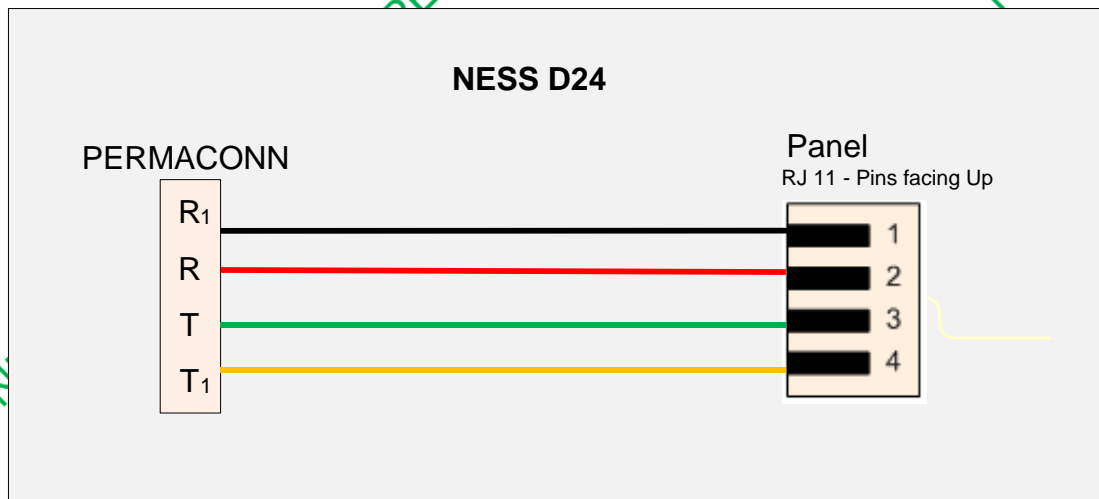 NESS D24
PERMACONN
Panel
RJ 11 - Pins facing Up
R1
R
T
T1
1
2
3
4